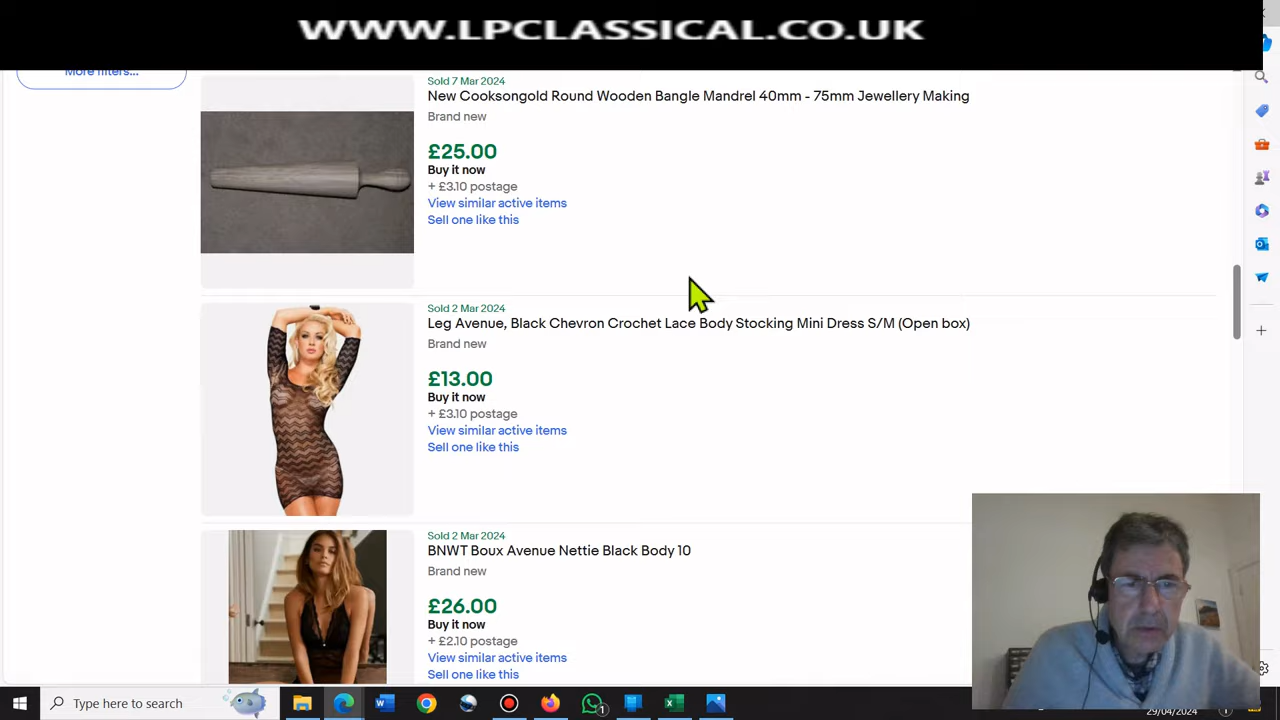 WWW.LPCLASSICAL.CO.UK
More filters...
Sold 7 Mar 2024
New Cooksongold Round Wooden Bangle Mandrel 40mm - 75mm Jewellery Making
Brand new
£25.00
Buy it now
+ £3.10 postage
View similar active items
Sell one like this
Sold 2 Mar 2024
Leg Avenue, Black Chevron Crochet Lace Body Stocking Mini Dress S/M (Open box)
Brand new
£13.00
Buy it now
+ £3.10 postage
View similar active items
Sell one like this
Sold 2 Mar 2024
BNWT Boux Avenue Nettie Black Body 10
Brand new
£26.00
Buy it now
+ £2.10 postage
View similar active items
Sell one like this
Type here to search
1
29/04/2024